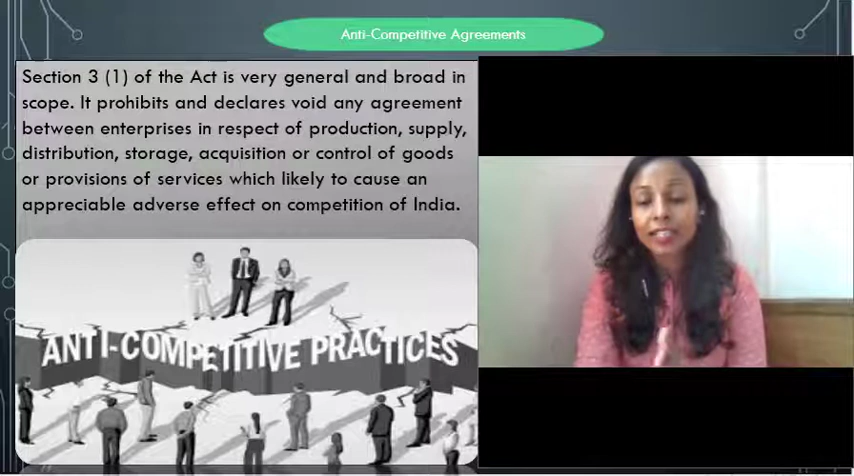 Anti-Competitive Agreements
Section 3 (1) of the Act is very general and broad in
scope. It prohibits and declares void any agreement
between enterprises in respect of production, supply,
distribution, storage, acquisition or control of goods
or provisions of services which likely to cause an
appreciable adverse effect on competition of India.
ANTI-COMPETITIVE PRACTICES